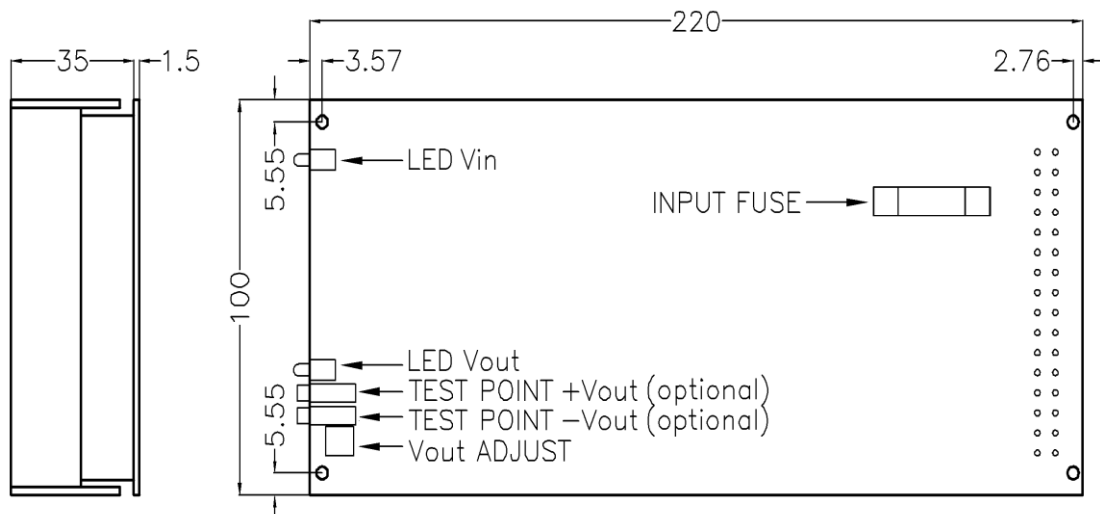 220
35
1.5
3.57
2.76
5.55
LED Vin
INPUT FUSE
100
LED Vout
TEST POINT +Vout (optional)
TEST POINT −Vout (optional)
5.55
Vout ADJUST